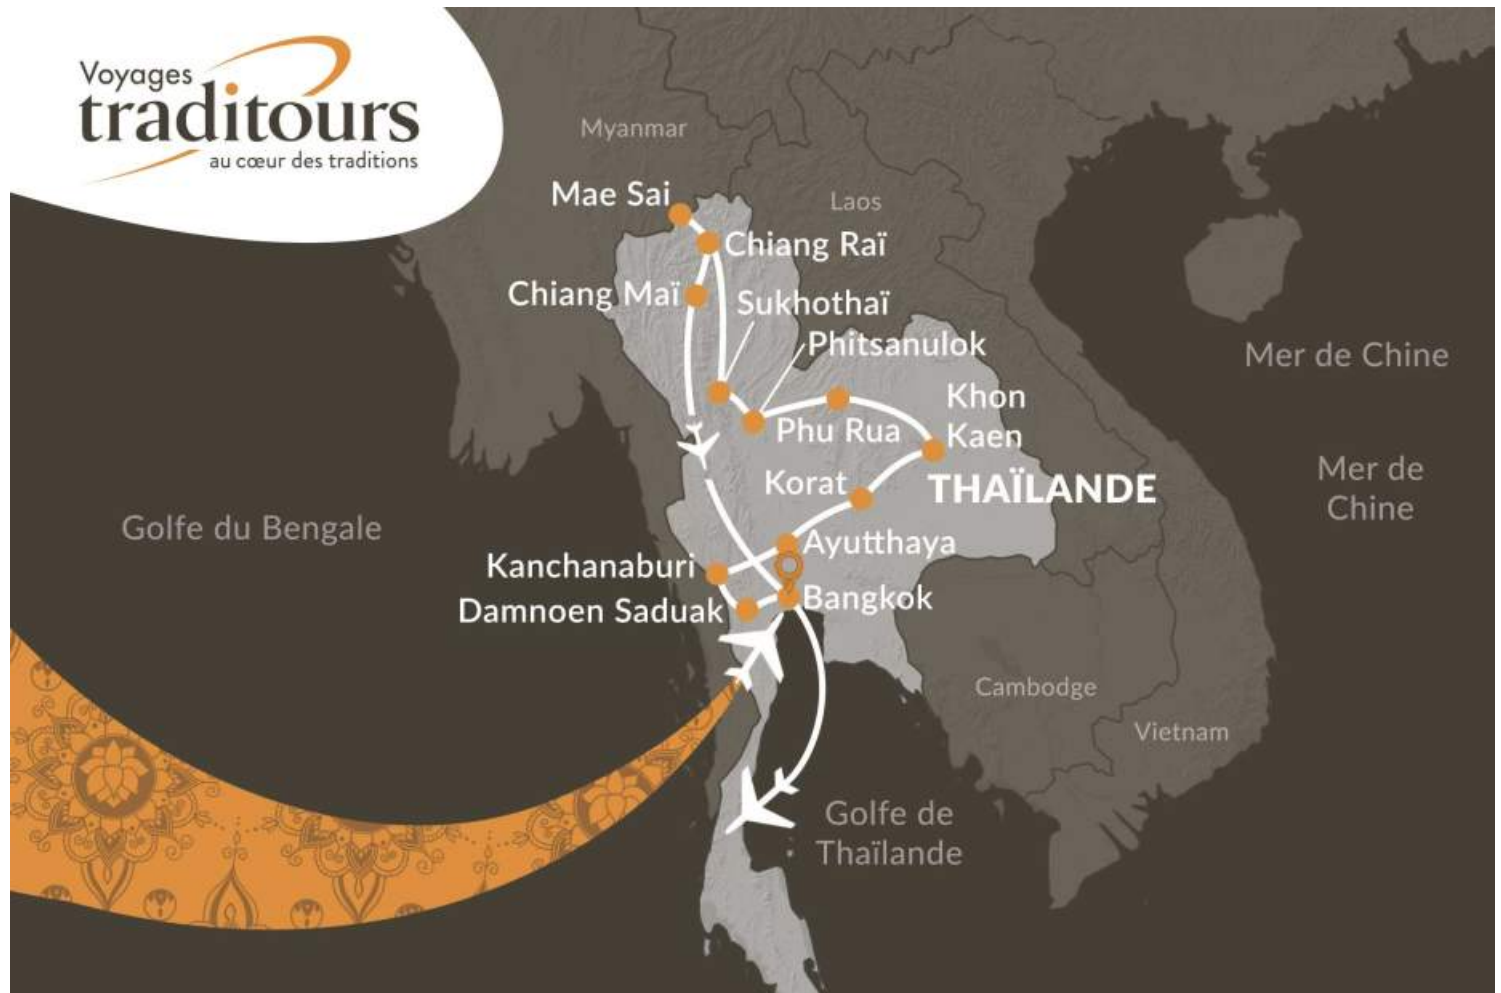 Voyages
traditours
au cœur des traditions
Myanmar
Mae Sai
Laos
Chiang Raï
Chiang Maï
Sukhothaï
Phitsanulok
Mer de Chine
Khon
Kaen
Phu Rua
Mer de
Chine
Korat
THAÏLANDE
Golfe du Bengale
Ayutthaya
Kanchanaburi
Bangkok
Damnoen Saduak
Cambodge
Vietnam
Golfe de
Thaïlande